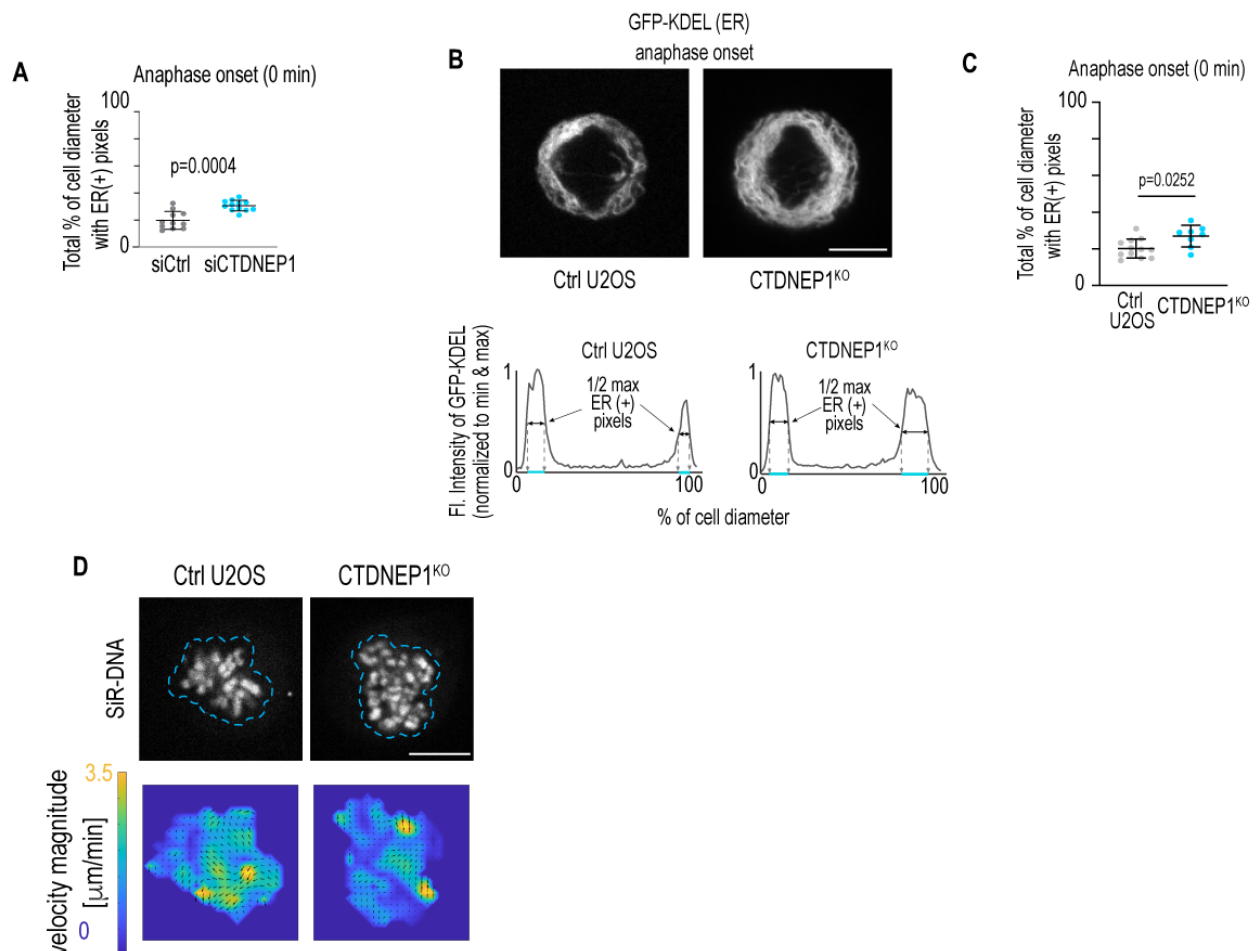 A
Anaphase onset (0 min)
Total % of cell diameter
with ER(+) pixels
100
0
p=0.0004
siCtrl
siCTDNEP1
B
GFP-KDEL (ER)
anaphase onset
Ctrl U2OS
CTDNEP1ᴷᴼ
Fl. Intensity of GFP-KDEL
(normalized to min & max)
Ctrl U2OS
1
0
1/2 max
ER (+)
pixels
0
100
CTDNEP1ᴷᴼ
1
0
1/2 max
ER (+)
pixels
0
100
% of cell diameter
C
Anaphase onset (0 min)
Total % of cell diameter
with ER(+) pixels
100
0
p=0.0252
Ctrl
U2OS
CTDNEP1ᴷᴼ
D
Ctrl U2OS
CTDNEP1ᴷᴼ
SiR-DNA
velocity magnitude
[μm/min]
3.5
0